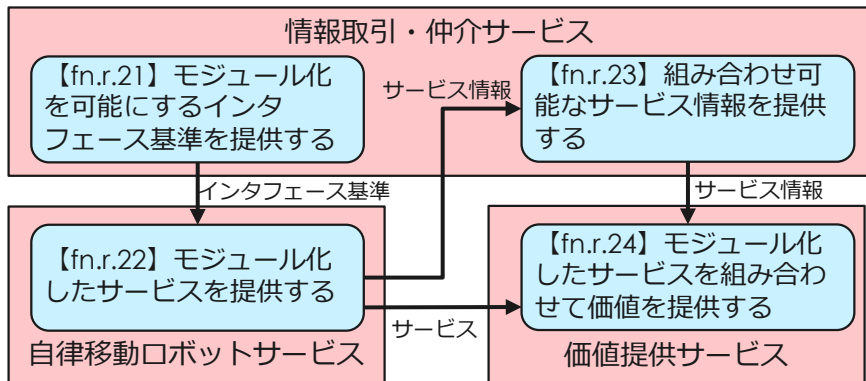 情報取引・仲介サービス
【fn.r.21】モジュール化
を可能にするインタ
フェース基準を提供する
サービス情報
【fn.r.23】組み合わせ可
能なサービス情報を提供
する
インタフェース基準
サービス情報
【fn.r.22】モジュール化
したサービスを提供する
【fn.r.24】モジュール化
したサービスを組み合わ
せて価値を提供する
サービス
自律移動ロボットサービス
価値提供サービス